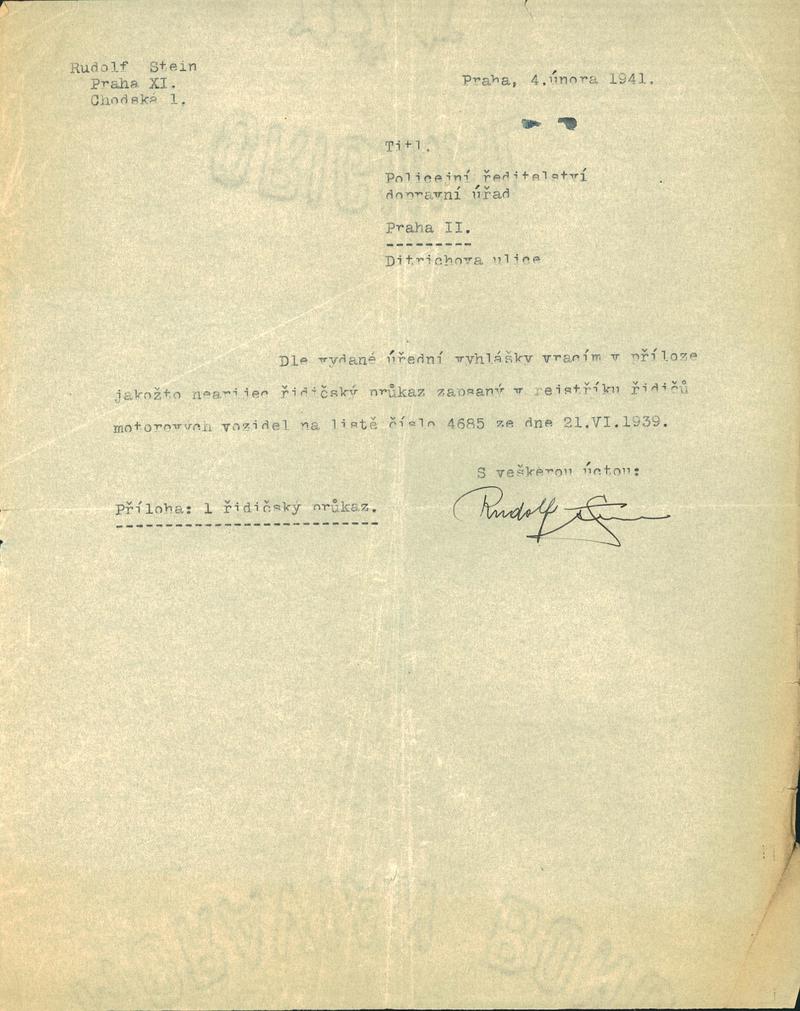 Rudolf Stein
Praha XI.
Chodská 1.
Praha, 4.února 1941.
Titl.
Policejní ředitelství
dopravní úřad
Praha II.
Ditrichova ulice
Dle vydané úřední vyhlášky vracím v příloze
jakožto nearijec řidičský průkaz zapsaný v rejstříku řidičů
motorových vozidel na listě číslo 4685 ze dne 21.VI.1939.
S veškerou úctou:
Příloha: 1 řidičský průkaz.
Rudolf Stein